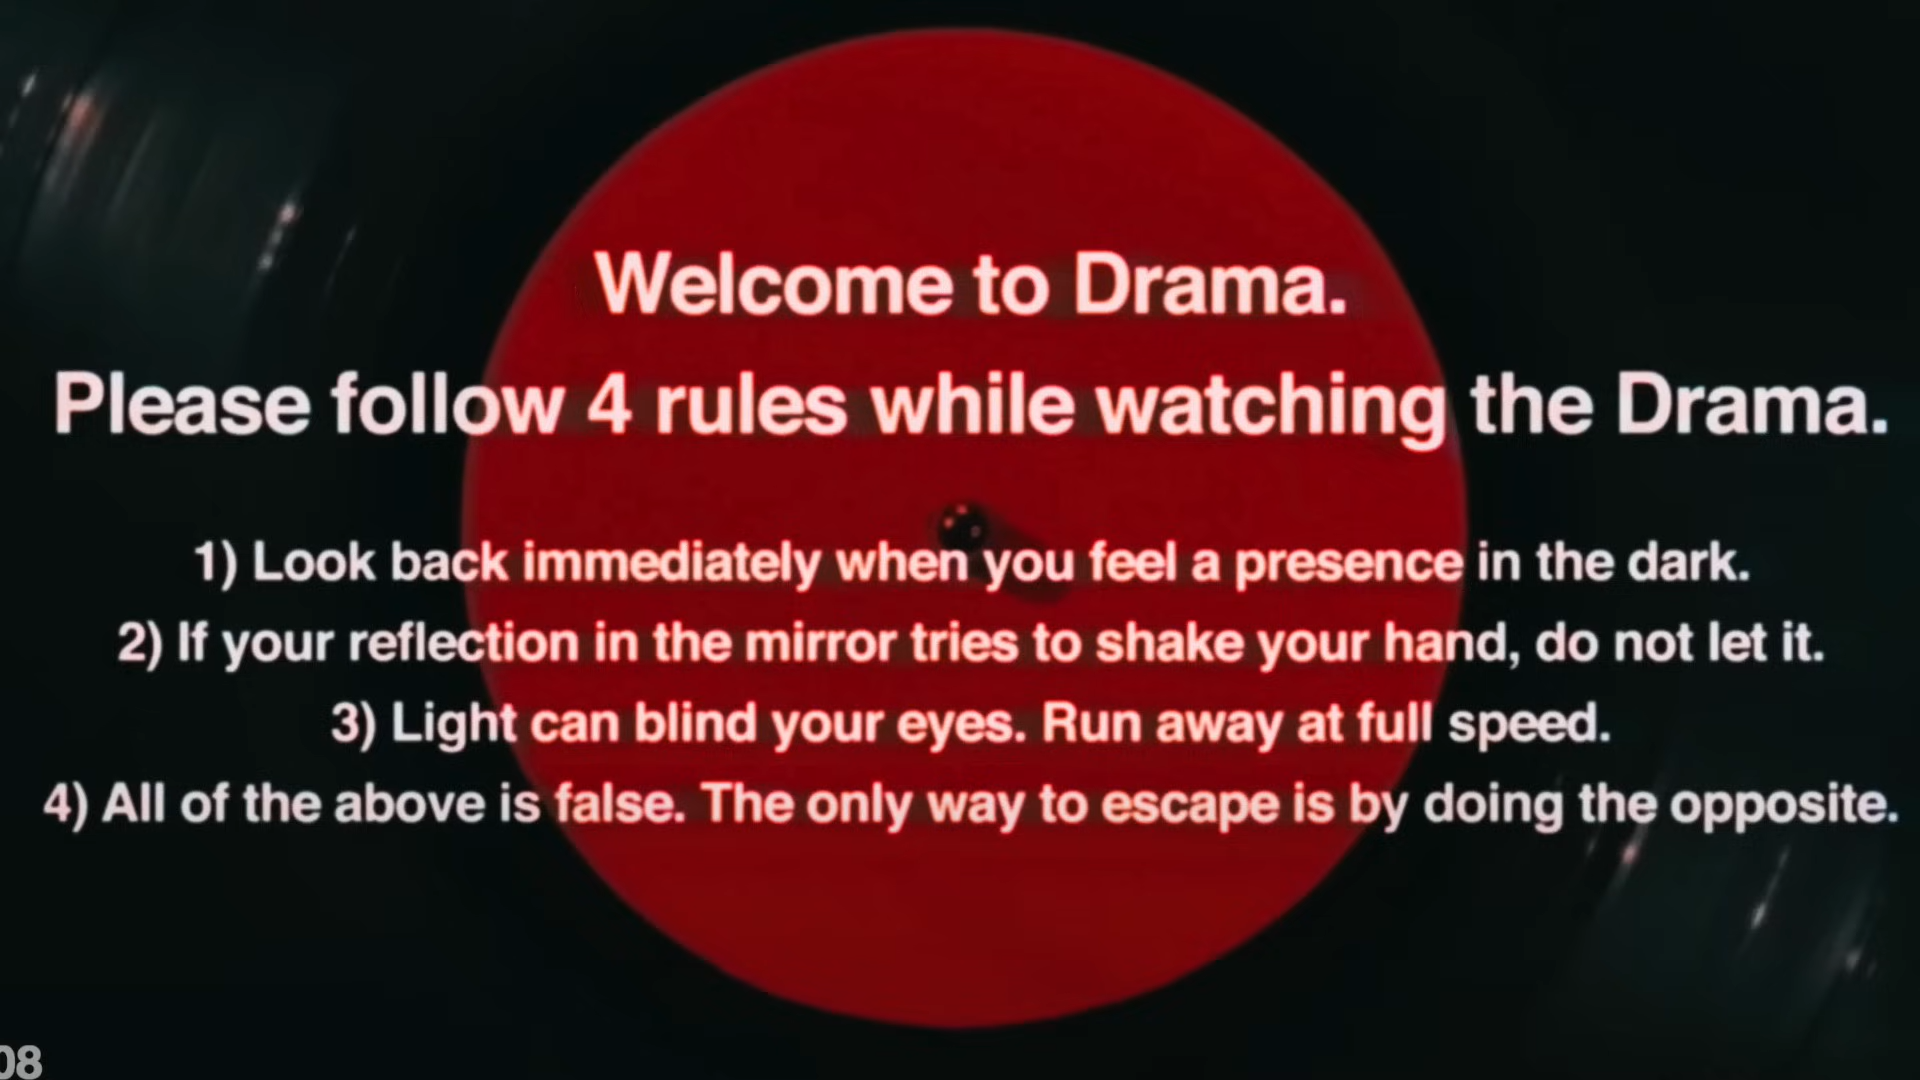 Welcome to Drama.
Please follow 4 rules while watching the Drama.
1) Look back immediately when you feel a presence in the dark.
2) If your reflection in the mirror tries to shake your hand, do not let it.
3) Light can blind your eyes. Run away at full speed.
4) All of the above is false. The only way to escape is by doing the opposite.
08